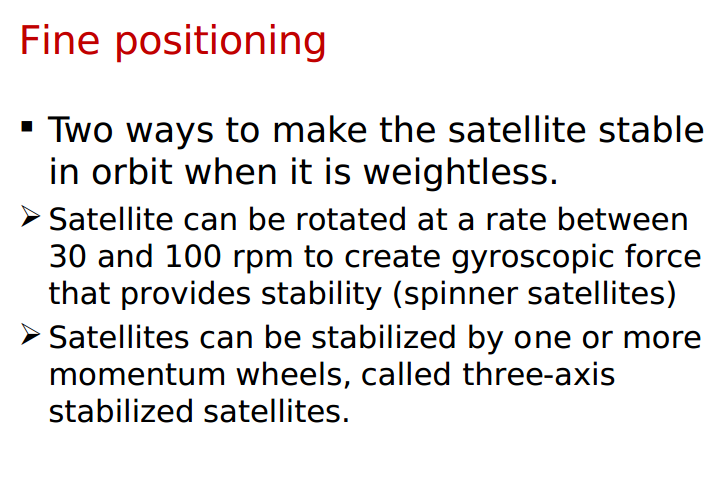 Fine positioning
▪ Two ways to make the satellite stable
in orbit when it is weightless.
➢ Satellite can be rotated at a rate between
30 and 100 rpm to create gyroscopic force
that provides stability (spinner satellites)
➢ Satellites can be stabilized by one or more
momentum wheels, called three-axis
stabilized satellites.